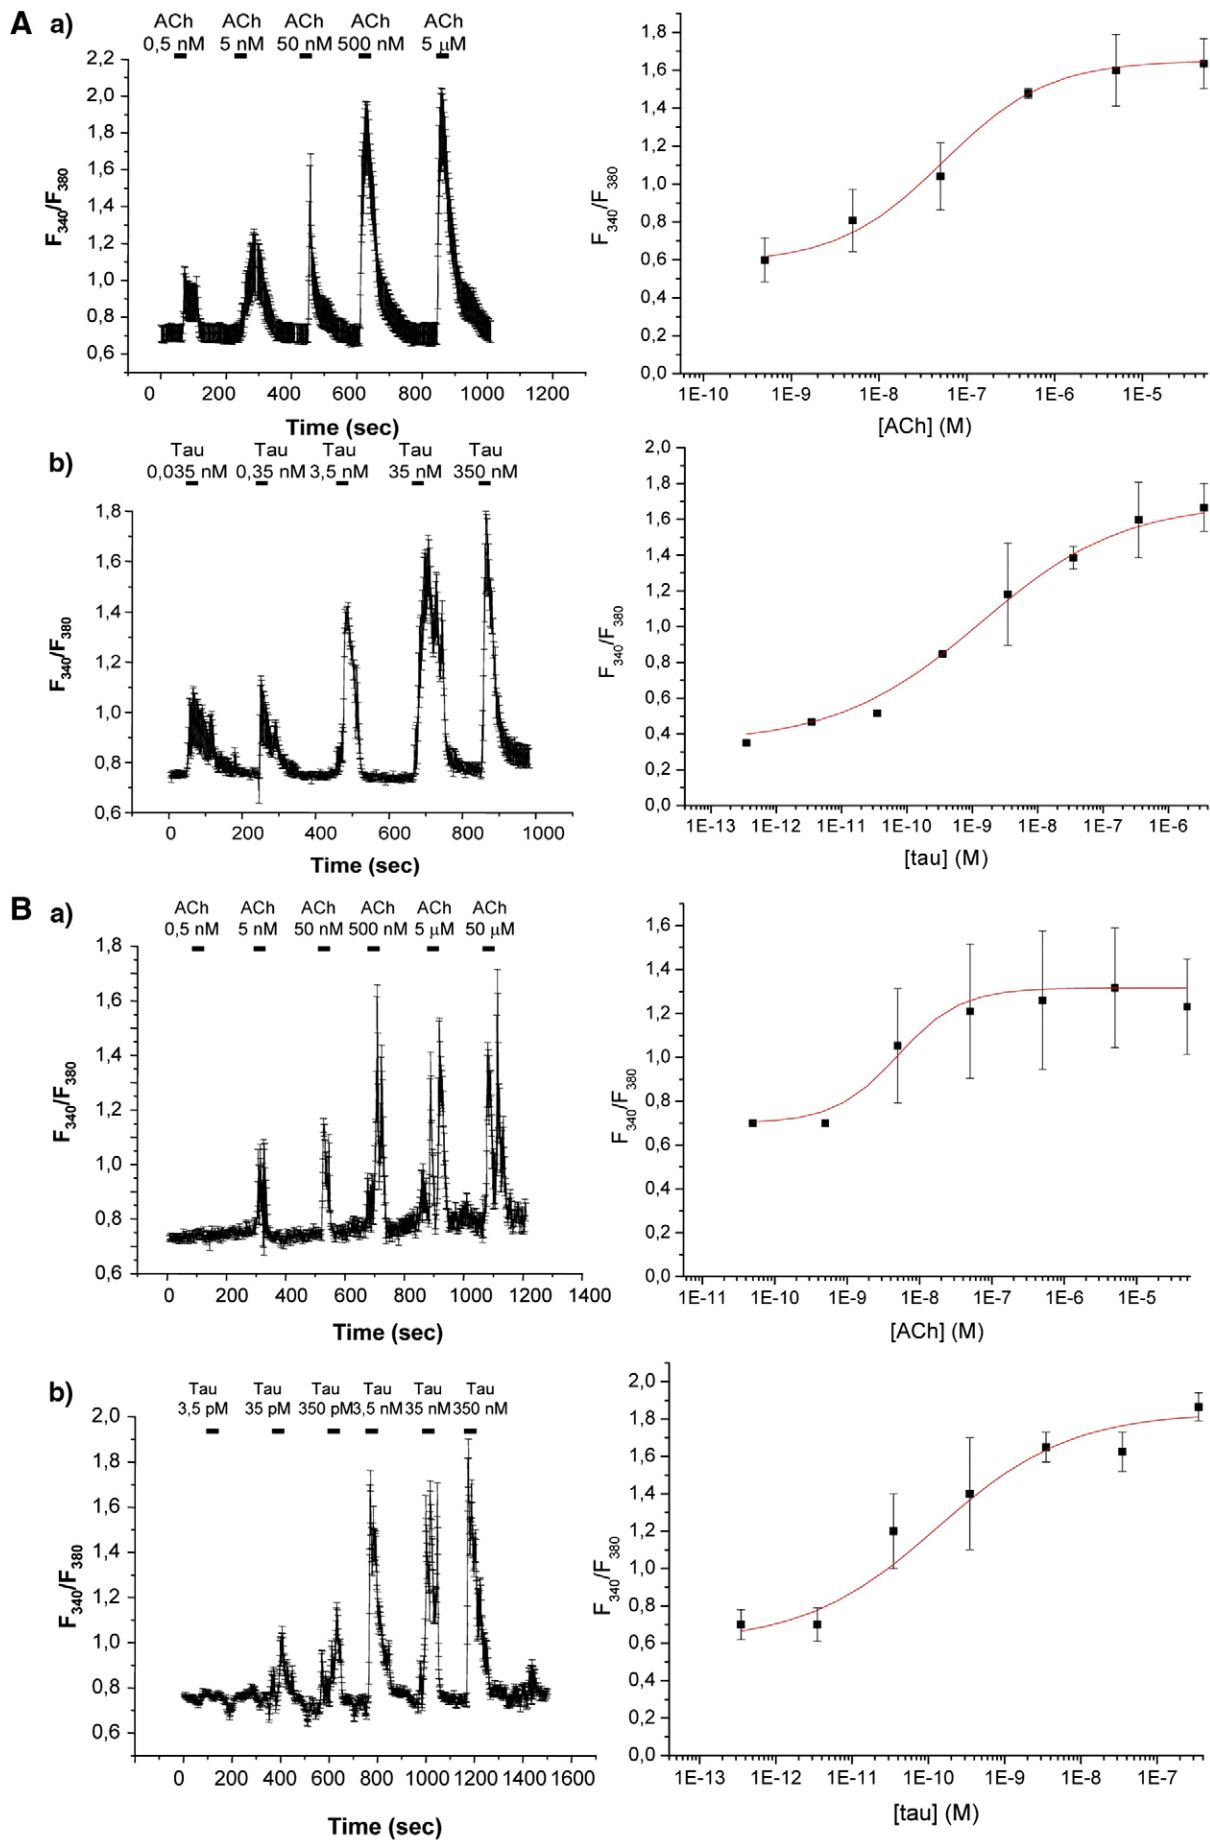 A a)
ACh ACh ACh ACh ACh
0,5 nM 5 nM 50 nM 500 nM 5 μM
2,2
2,0
1,8
1,6
1,4
1,2
1,0
0,8
0,6
F340/F380
0 200 400 600 800 1000 1200
Time (sec)
1,8
1,6
1,4
1,2
1,0
0,8
0,6
0,4
0,2
0,0
F340/F380
1E-10 1E-9 1E-8 1E-7 1E-6 1E-5
[ACh] (M)
b)
Tau Tau Tau Tau Tau
0,035 nM 0,35 nM 3,5 nM 35 nM 350 nM
1,8
1,6
1,4
1,2
1,0
0,8
0,6
F340/F380
0 200 400 600 800 1000
Time (sec)
2,0
1,8
1,6
1,4
1,2
1,0
0,8
0,6
0,4
0,2
0,0
F340/F380
1E-13 1E-12 1E-11 1E-10 1E-9 1E-8 1E-7 1E-6
[tau] (M)
B a)
ACh ACh ACh ACh ACh ACh
0,5 nM 5 nM 50 nM 500 nM 5 μM 50 μM
1,8
1,6
1,4
1,2
1,0
0,8
0,6
F340/F380
0 200 400 600 800 1000 1200 1400
Time (sec)
1,6
1,4
1,2
1,0
0,8
0,6
0,4
0,2
0,0
F340/F380
1E-11 1E-10 1E-9 1E-8 1E-7 1E-6 1E-5
[ACh] (M)
b)
Tau Tau Tau Tau Tau Tau
3,5 pM 35 pM 350 pM 3,5 nM 35 nM 350 nM
2,0
1,8
1,6
1,4
1,2
1,0
0,8
0,6
F340/F380
0 200 400 600 800 1000 1200 1400 1600
Time (sec)
2,0
1,8
1,6
1,4
1,2
1,0
0,8
0,6
0,4
0,2
0,0
F340/F380
1E-13 1E-12 1E-11 1E-10 1E-9 1E-8 1E-7
[tau] (M)